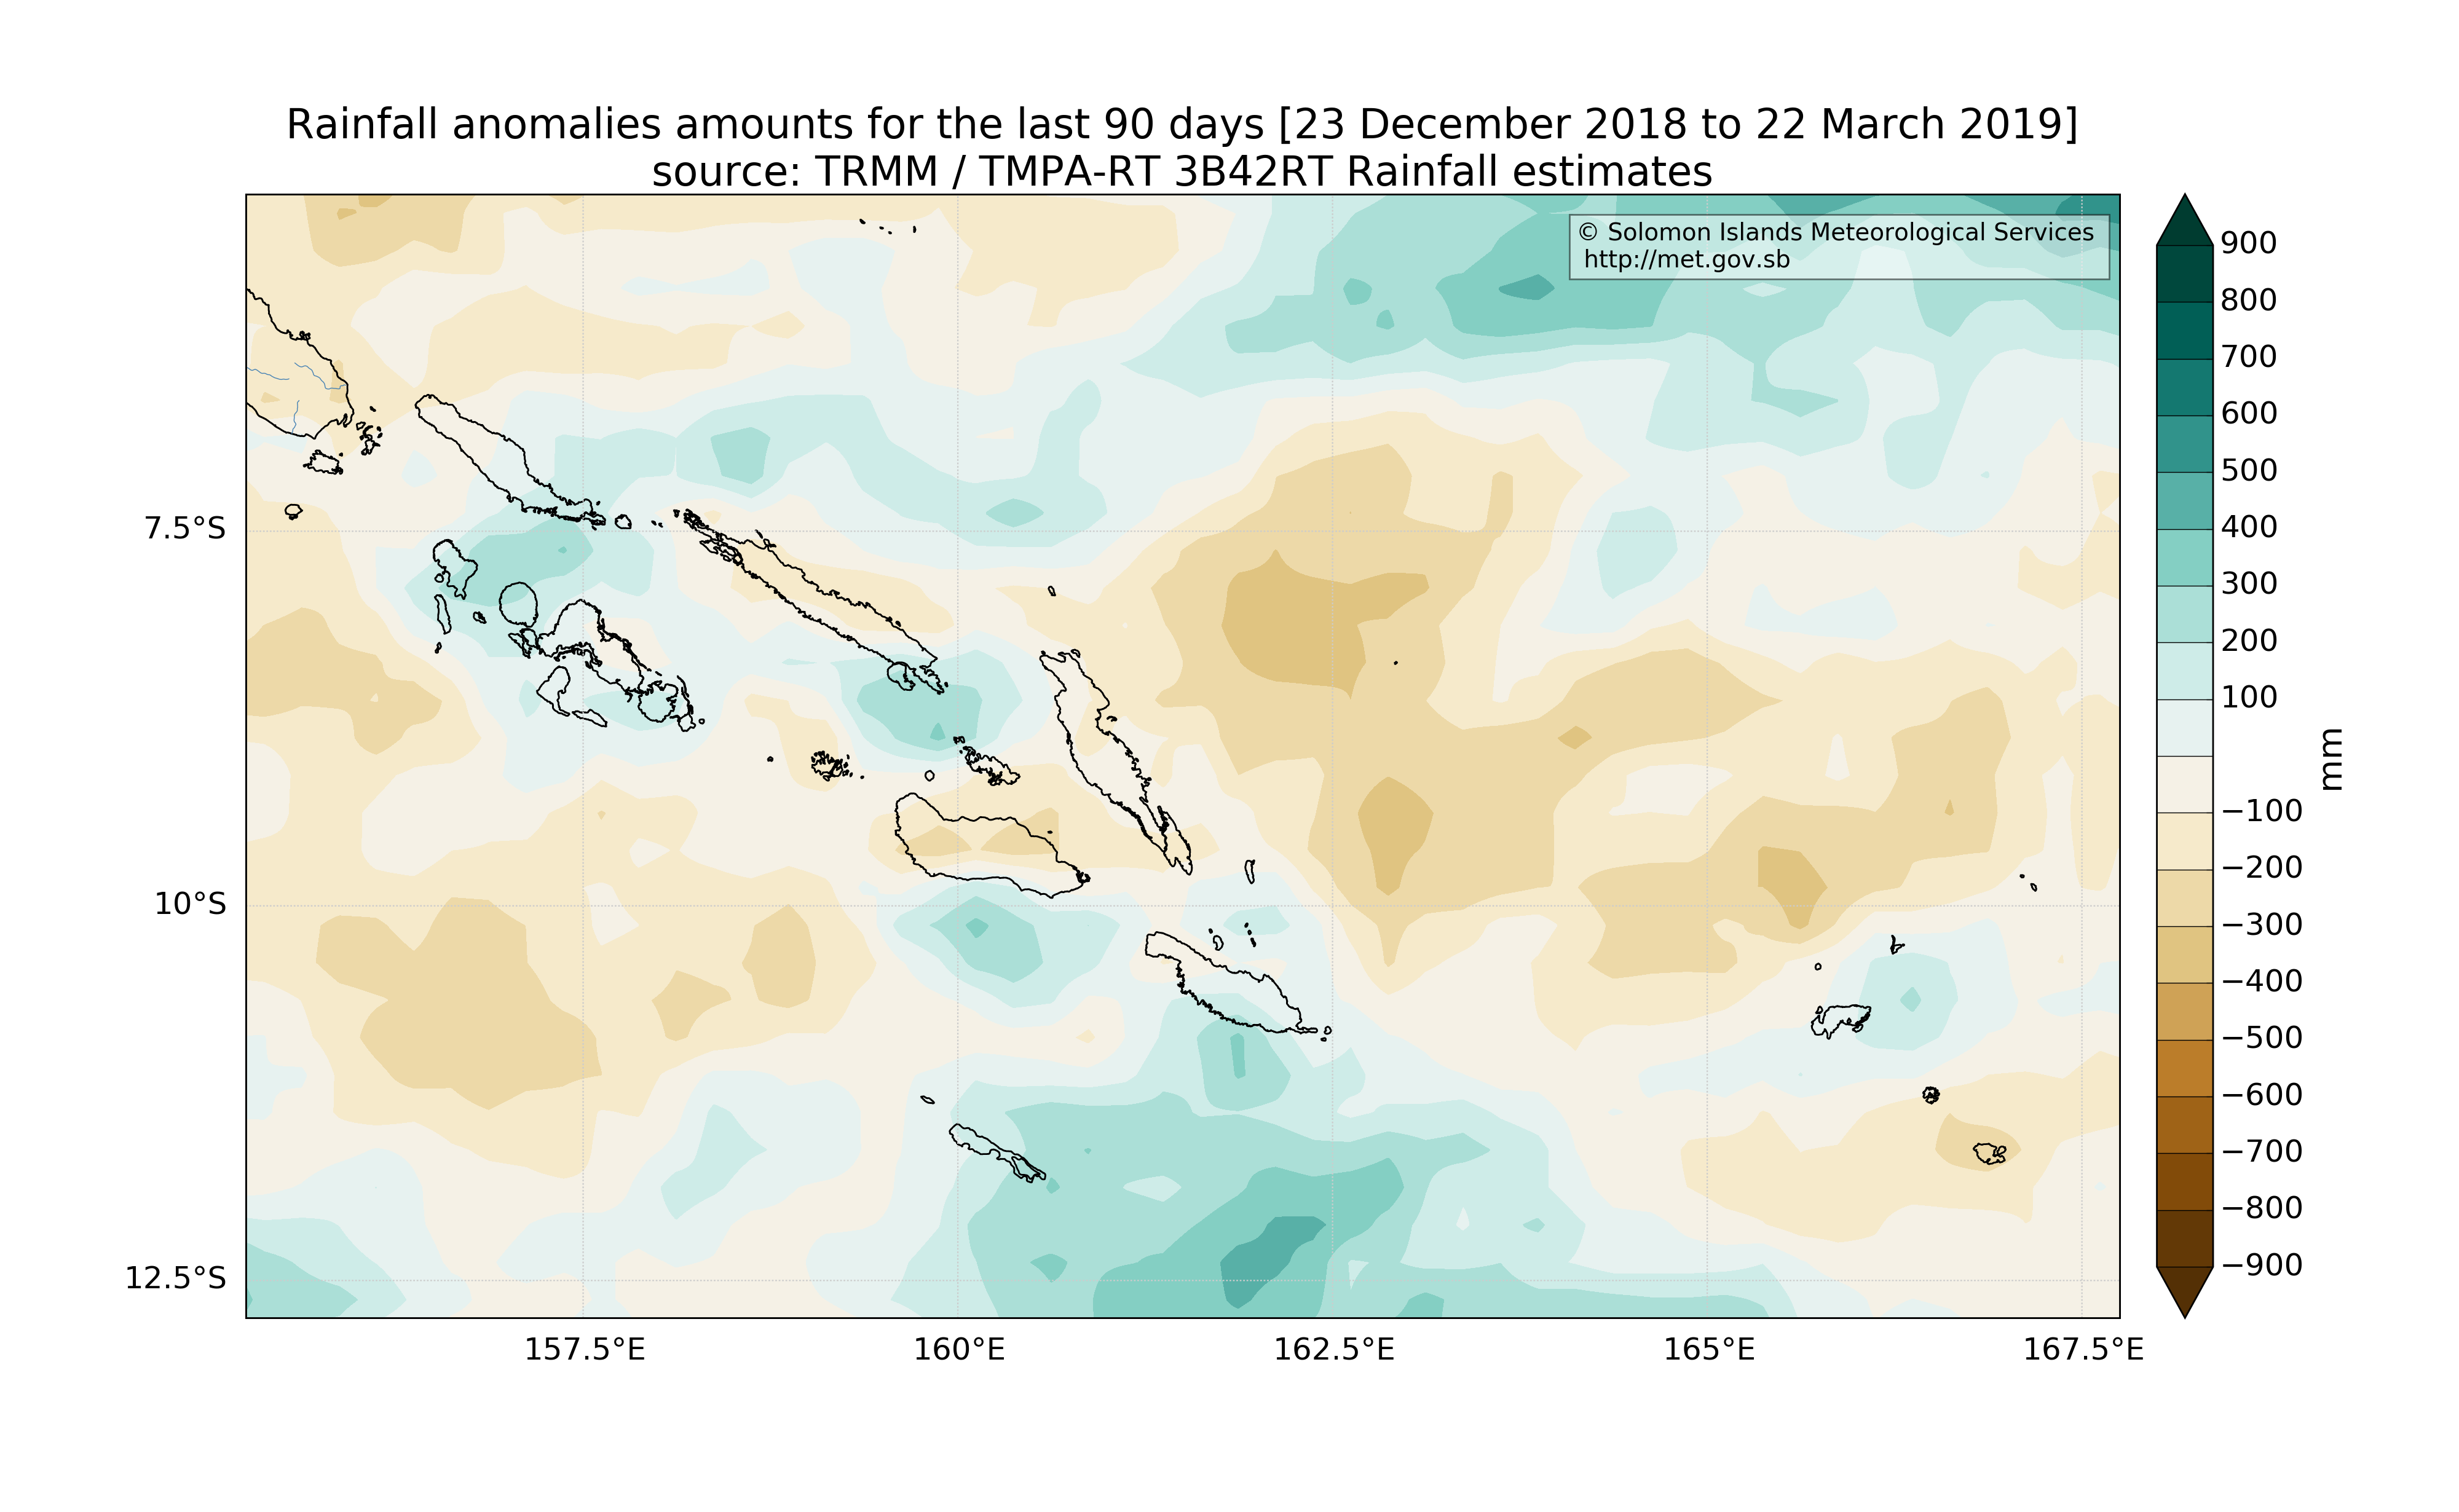 Rainfall anomalies amounts for the last 90 days [23 December 2018 to 22 March 2019]
source: TRMM / TMPA-RT 3B42RT Rainfall estimates
© Solomon Islands Meteorological Services
http://met.gov.sb
7.5°S
10°S
12.5°S
157.5°E
160°E
162.5°E
165°E
167.5°E
900
800
700
600
500
400
300
200
100
−100
−200
−300
−400
−500
−600
−700
−800
−900
mm